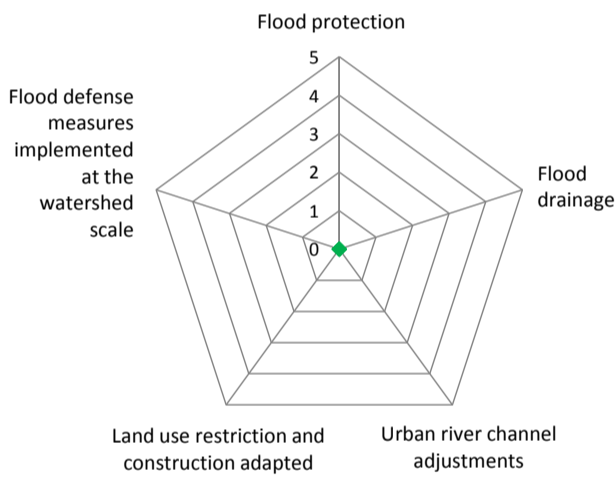 Flood protection
5
4
3
2
1
0
Flood
drainage
Urban river channel
adjustments
Land use restriction and
construction adapted
Flood defense
measures
implemented
at the
watershed
scale